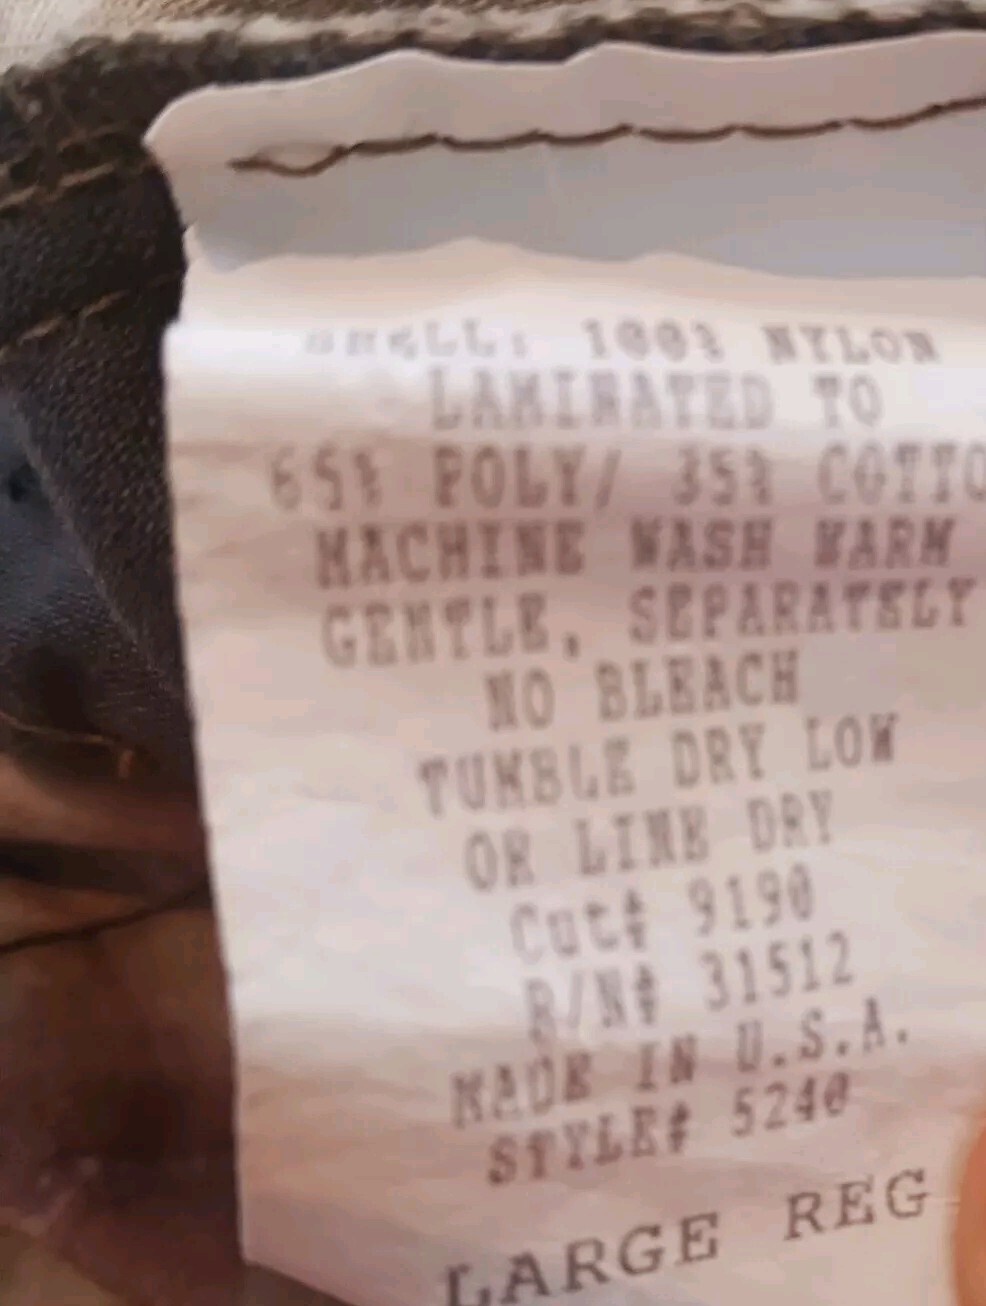 SHELL: 100% NYLON
LAMINATED TO
65% POLY/ 35% COTTO
MACHINE WASH WARM
GENTLE, SEPARATELY
NO BLEACH
TUMBLE DRY LOW
OR LINE DRY
Cut# 9190
R/N# 31512
MADE IN U.S.A.
STYLE# 5240
LARGE REG